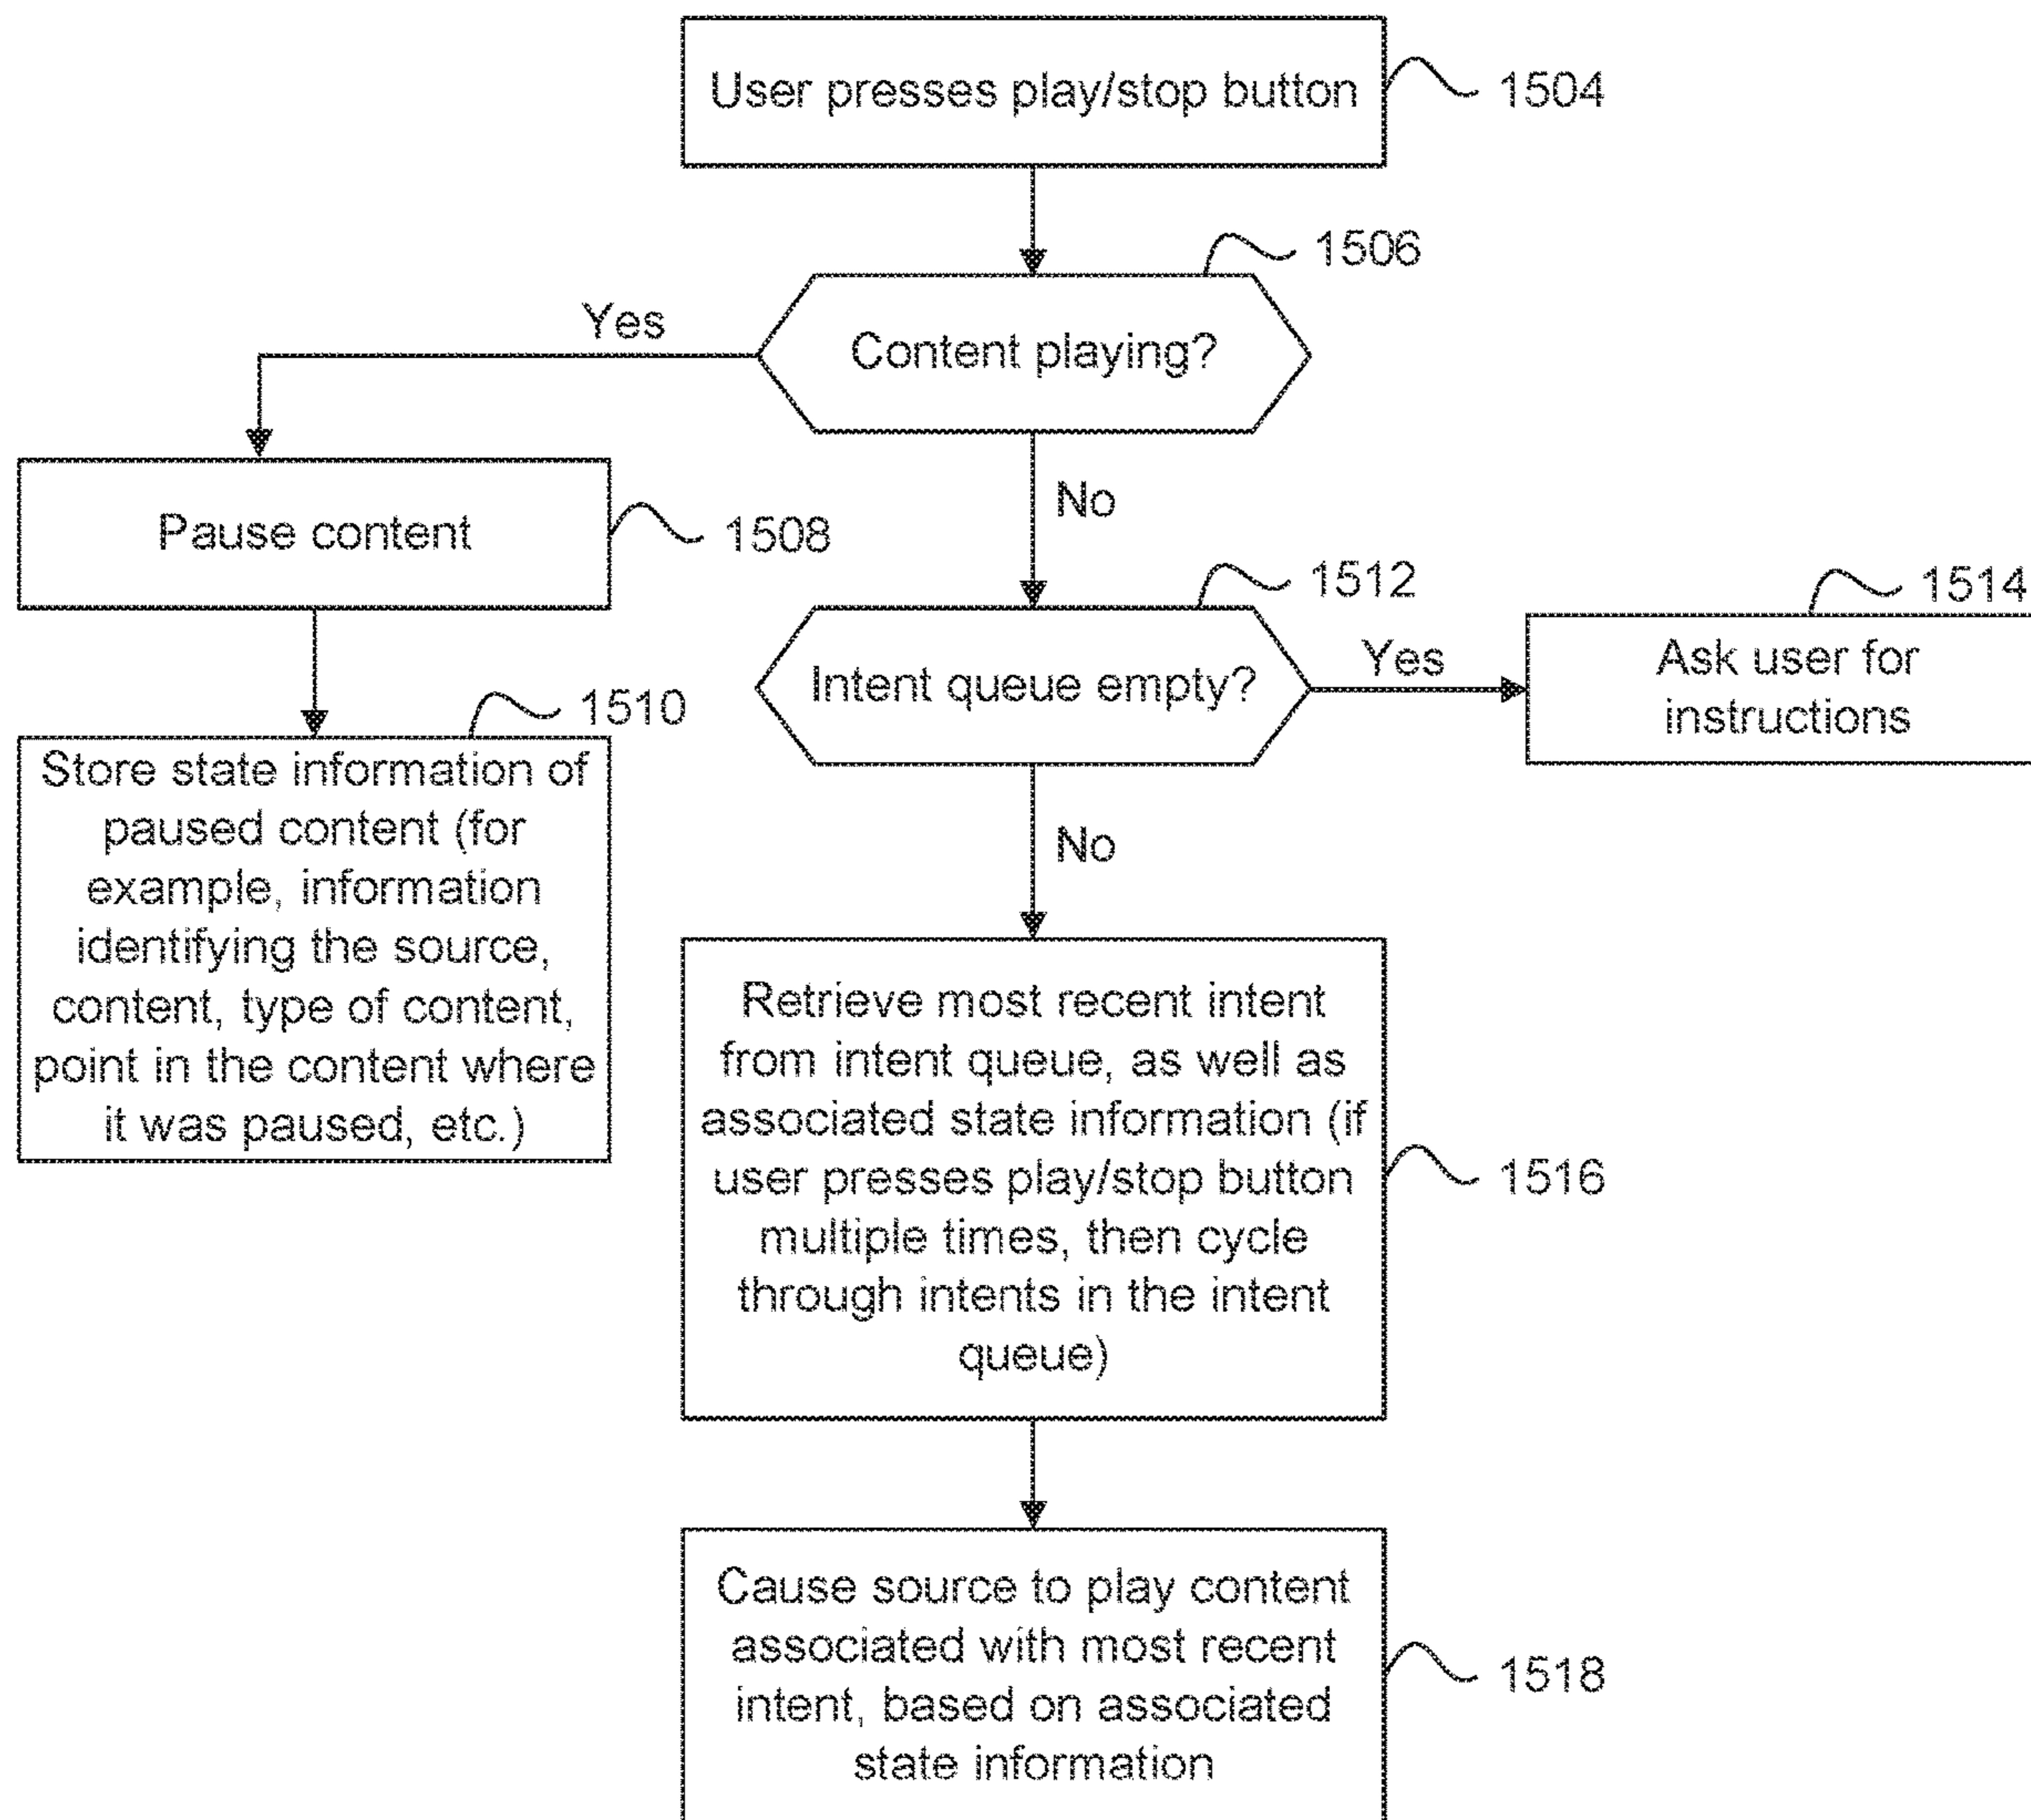 User presses play/stop button
1504
1506
Content playing?
Yes
No
Pause content
1508
1510
Store state information of
paused content (for
example, information
identifying the source,
content, type of content,
point in the content where
it was paused, etc.)
1512
Intent queue empty?
Yes
1514
Ask user for
instructions
No
Retrieve most recent intent
from intent queue, as well as
associated state information (if
user presses play/stop button
multiple times, then cycle
through intents in the intent
queue)
1516
Cause source to play content
associated with most recent
intent, based on associated
state information
1518